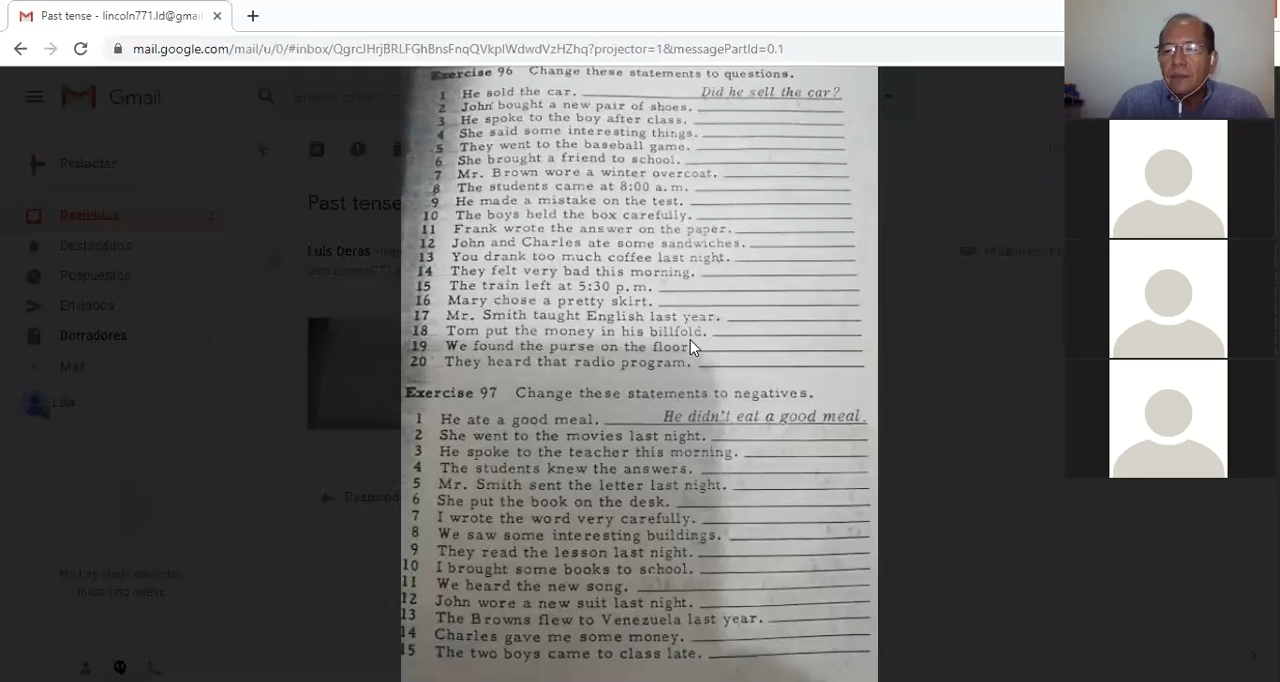 Past tense - lincoln771.ld@gmai
mail.google.com/mail/u/0/#inbox/QgrcJHrjBRLFGhBnsFnqQVkplWdwdVzHZhq?projector=1&messagePartId=0.1
Gmail
Redactar
Recibidos 2
Destacados
Pospuestos
Enviados
Borradores
Más
Luis
Past tense
Luis Deras
Respond
No hay chats recientes
Inicia uno nuevo
Exercise 96 Change these statements to questions.
1 He sold the car. Did he sell the car?
2 John bought a new pair of shoes.
3 He spoke to the boy after class.
4 She said some interesting things.
5 They went to the baseball game.
6 She brought a friend to school.
7 Mr. Brown wore a winter overcoat.
8 The students came at 8:00 a.m.
9 He made a mistake on the test.
10 The boys held the box carefully.
11 Frank wrote the answer on the paper.
12 John and Charles ate some sandwiches.
13 You drank too much coffee last night.
14 They felt very bad this morning.
15 The train left at 5:30 p.m.
16 Mary chose a pretty skirt.
17 Mr. Smith taught English last year.
18 Tom put the money in his billfold.
19 We found the purse on the floor
20 They heard that radio program.
Exercise 97 Change these statements to negatives.
1 He ate a good meal. He didn't eat a good meal.
2 She went to the movies last night.
3 He spoke to the teacher this morning.
4 The students knew the answers.
5 Mr. Smith sent the letter last night.
6 She put the book on the desk.
7 I wrote the word very carefully.
8 We saw some interesting buildings.
9 They read the lesson last night.
10 I brought some books to school.
11 We heard the new song.
12 John wore a new suit last night.
13 The Browns flew to Venezuela last year.
14 Charles gave me some money.
15 The two boys came to class late.